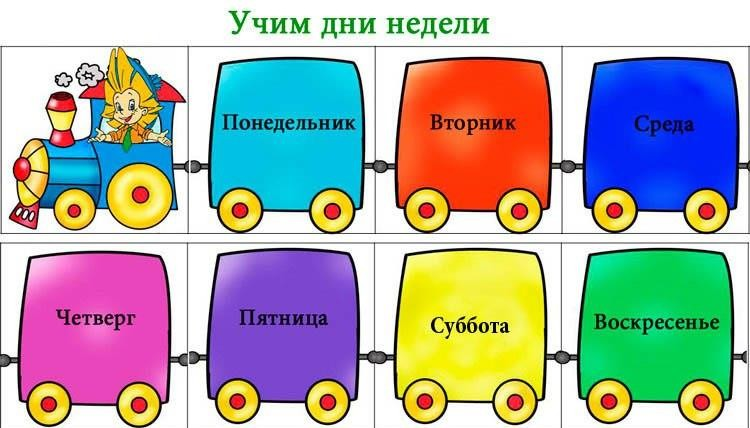 Учим дни недели
Понедельник
Вторник
Среда
Четверг
Пятница
Суббота
Воскресенье